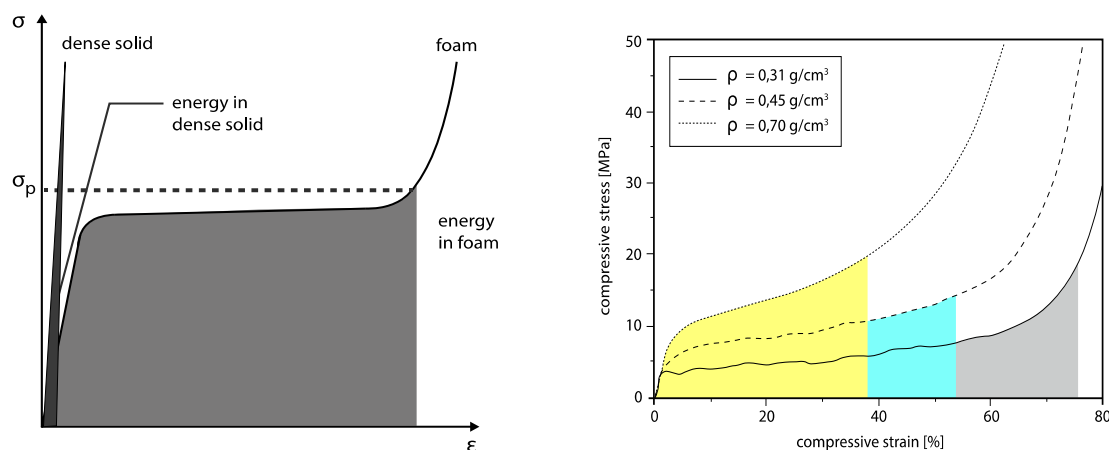 σ
dense solid
foam
energy in
dense solid
σp
energy
in foam
ε
50
40
30
20
10
0
compressive stress [MPa]
ρ = 0,31 g/cm³
ρ = 0,45 g/cm³
ρ = 0,70 g/cm³
0 20 40 60 80
compressive strain [%]